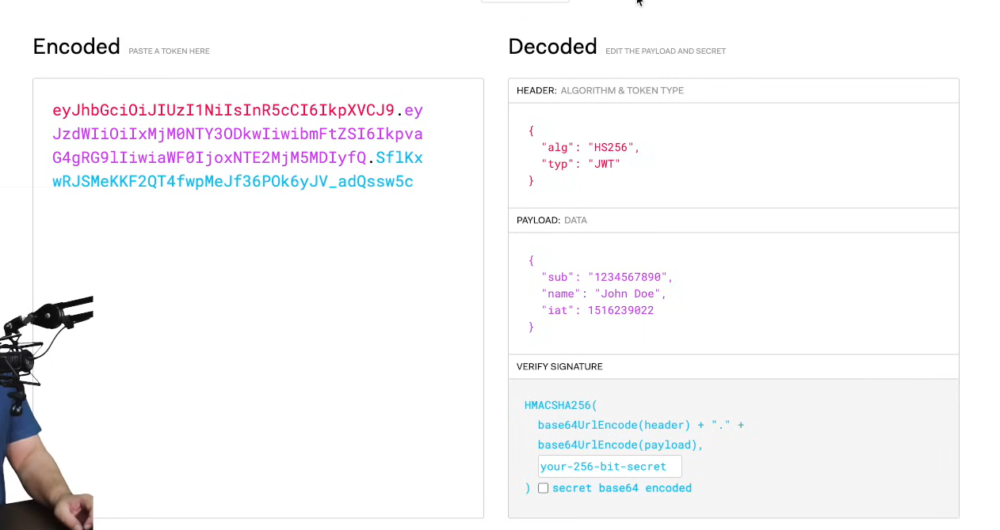 Encoded PASTE A TOKEN HERE
eyJhbGciOiJIUzI1NiIsInR5cCI6IkpXVCJ9.ey
JzdWIiOiIxMjM0NTY3ODkwIiwibmFtZSI6Ikpva
G4gRG9lIiwiaWF0IjoxNTE2MjM5MDIyfQ.SflKx
wRJSMeKKF2QT4fwpMeJf36POk6yJV_adQssw5c
Decoded EDIT THE PAYLOAD AND SECRET
HEADER: ALGORITHM & TOKEN TYPE
{
  "alg": "HS256",
  "typ": "JWT"
}
PAYLOAD: DATA
{
  "sub": "1234567890",
  "name": "John Doe",
  "iat": 1516239022
}
VERIFY SIGNATURE
HMACSHA256(
  base64UrlEncode(header) + "." +
  base64UrlEncode(payload),
  your-256-bit-secret
) secret base64 encoded